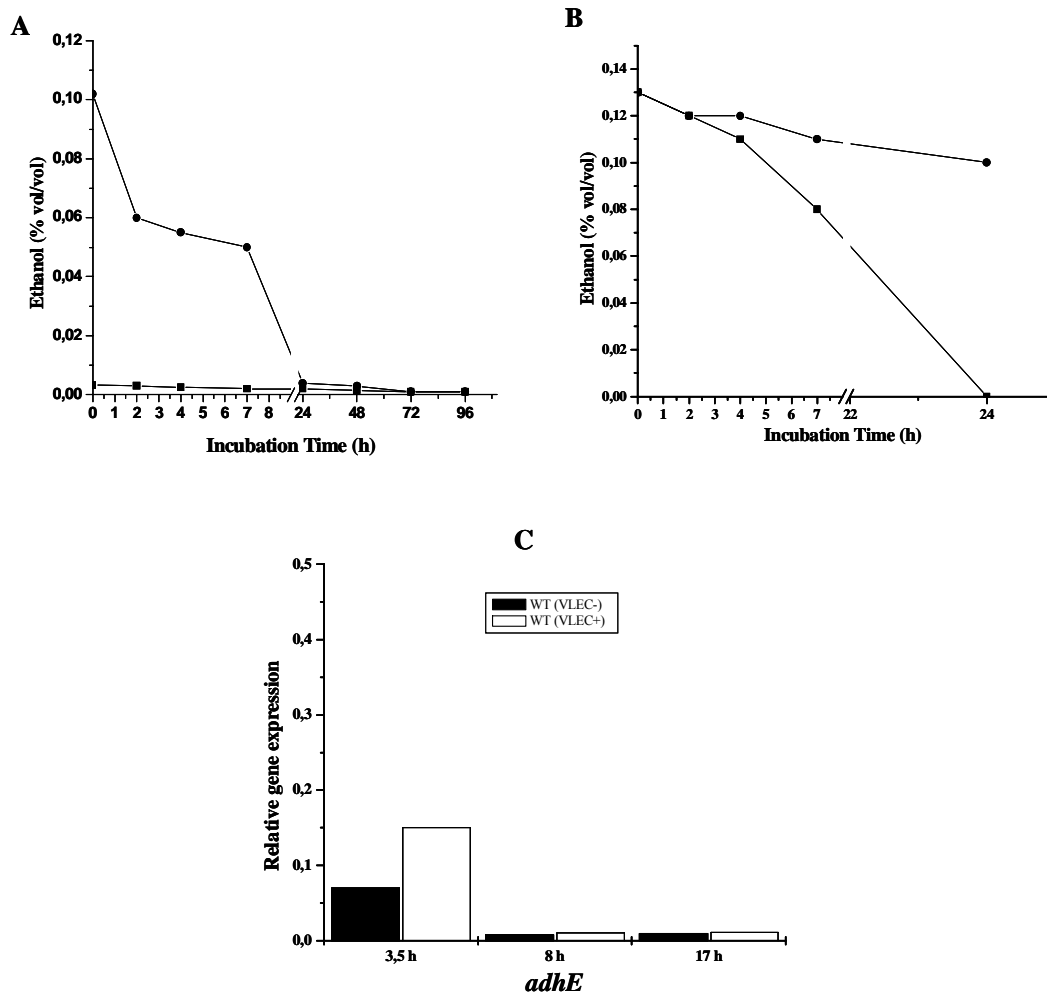 A
0,12
0,10
0,08
0,06
0,04
0,02
0,00
Ethanol (% vol/vol)
0 1 2 3 4 5 6 7 8 24 48 72 96
Incubation Time (h)
B
0,14
0,12
0,10
0,08
0,06
0,04
0,02
0,00
Ethanol (% vol/vol)
0 1 2 3 4 5 6 7 22 24
Incubation Time (h)
C
0,5
0,4
0,3
0,2
0,1
0,0
Relative gene expression
WT (VLEC-)
WT (VLEC+)
3,5 h 8 h 17 h
adhE